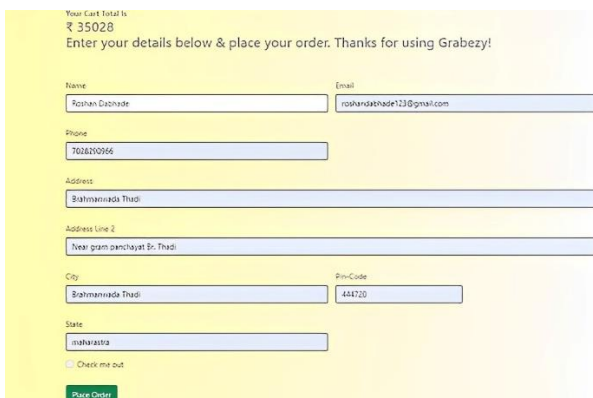 Your Cart Total Is
₹ 35028
Enter your details below & place your order. Thanks for using Grabezy!
Name Email
Roshan Dabhade roshandabhade123@gmail.com
Phone
7028290966
Address
Brahmanwada Thadi
Address Line 2
Near gram panchayat Br. Thadi
City Pin-Code
Brahmanwada Thadi 444720
State
maharastra
Check me out
Place Order